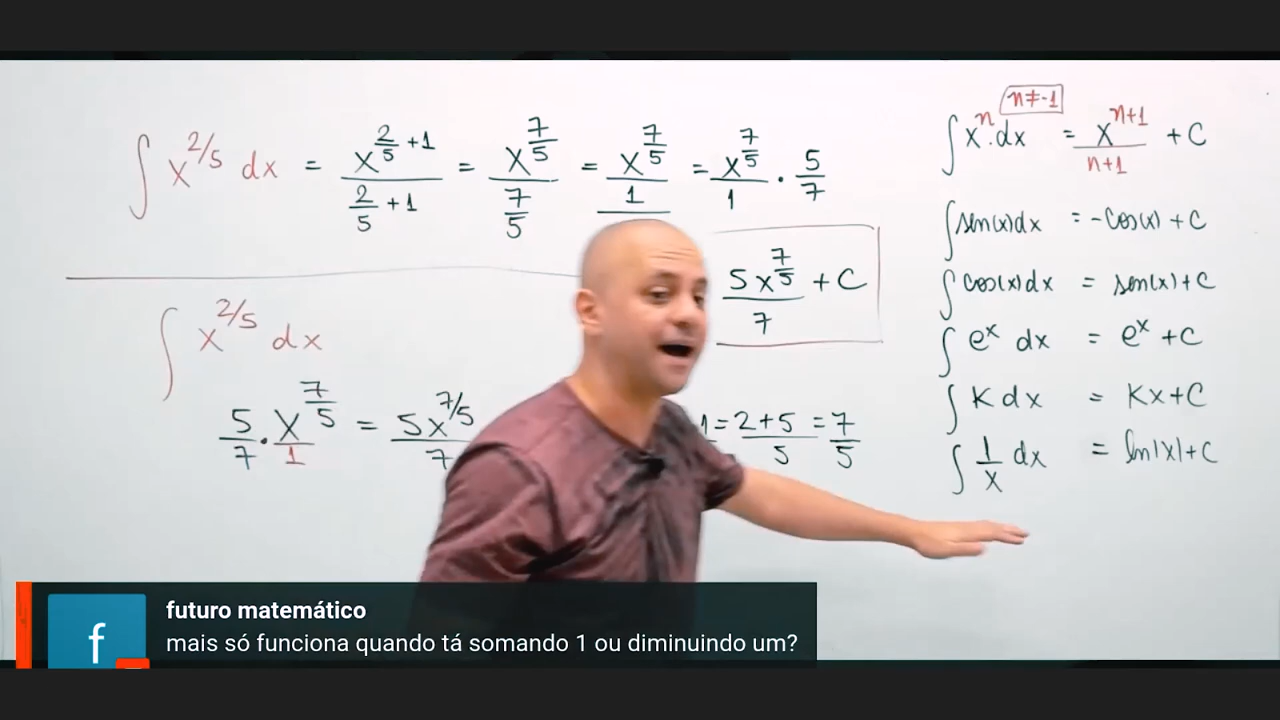 ∫ x^{2/5} dx = x^{2/5 + 1} / (2/5 + 1) = x^{7/5} / (7/5) = x^{7/5} / 1 = x^{7/5} / 1 · 5/7
5x^{7/5} / 7 + C
∫ x^{2/5} dx
5/7 · x^{7/5} / 1 = 5x^{7/5} / 7
1 = 2+5 / 5 = 7/5
n≠-1
∫ x^n · dx = x^{n+1} / n+1 + C
∫ sen(x)dx = -cos(x) + C
∫ cos(x)dx = sen(x) + C
∫ e^x dx = e^x + C
∫ K dx = Kx + C
∫ 1/x dx = ln|x| + C
f
futuro matemático
mais só funciona quando tá somando 1 ou diminuindo um?